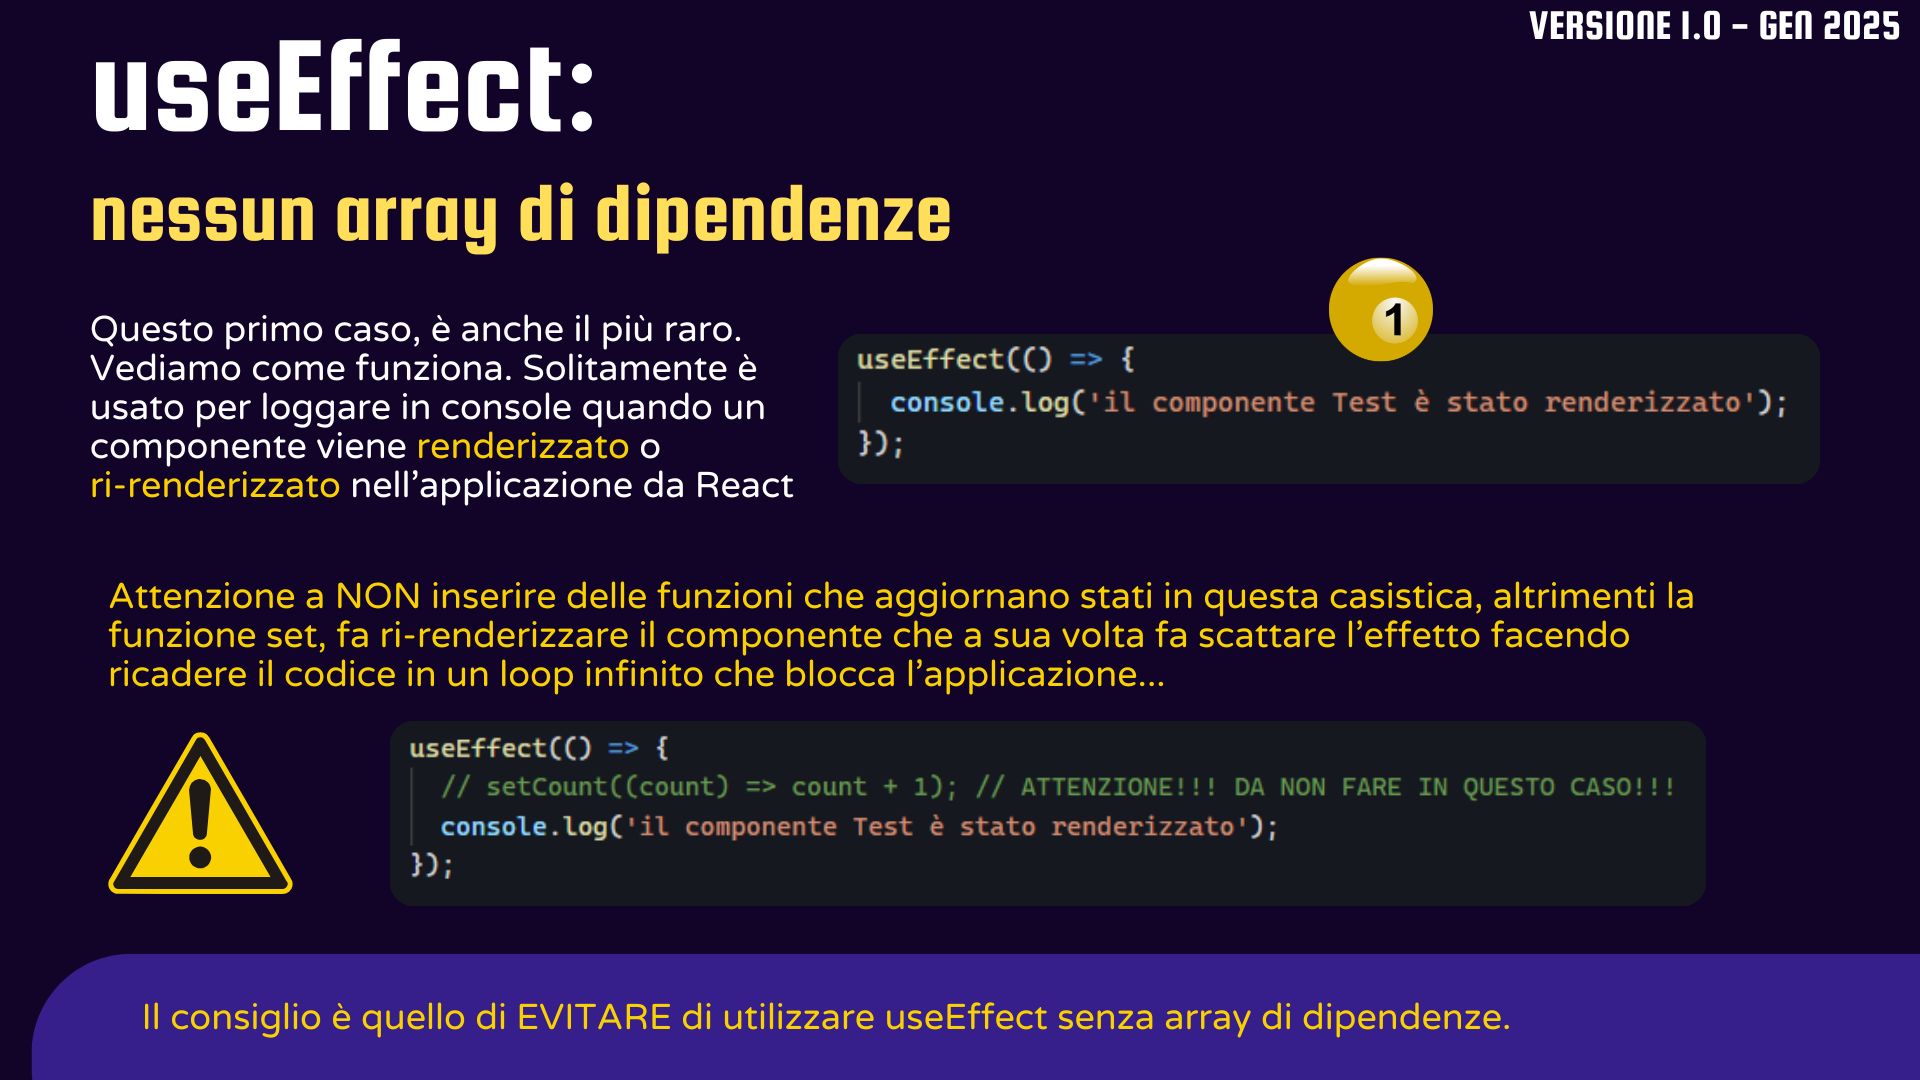 VERSIONE 1.0 - GEN 2025
useEffect:
nessun array di dipendenze
Questo primo caso, è anche il più raro.
Vediamo come funziona. Solitamente è
usato per loggare in console quando un
componente viene renderizzato o
ri-renderizzato nell'applicazione da React
1
useEffect(() => {
console.log('il componente Test è stato renderizzato');
});
Attenzione a NON inserire delle funzioni che aggiornano stati in questa casistica, altrimenti la
funzione set, fa ri-renderizzare il componente che a sua volta fa scattare l'effetto facendo
ricadere il codice in un loop infinito che blocca l'applicazione...
useEffect(() => {
// setCount((count) => count + 1); // ATTENZIONE!!! DA NON FARE IN QUESTO CASO!!!
console.log('il componente Test è stato renderizzato');
});
Il consiglio è quello di EVITARE di utilizzare useEffect senza array di dipendenze.